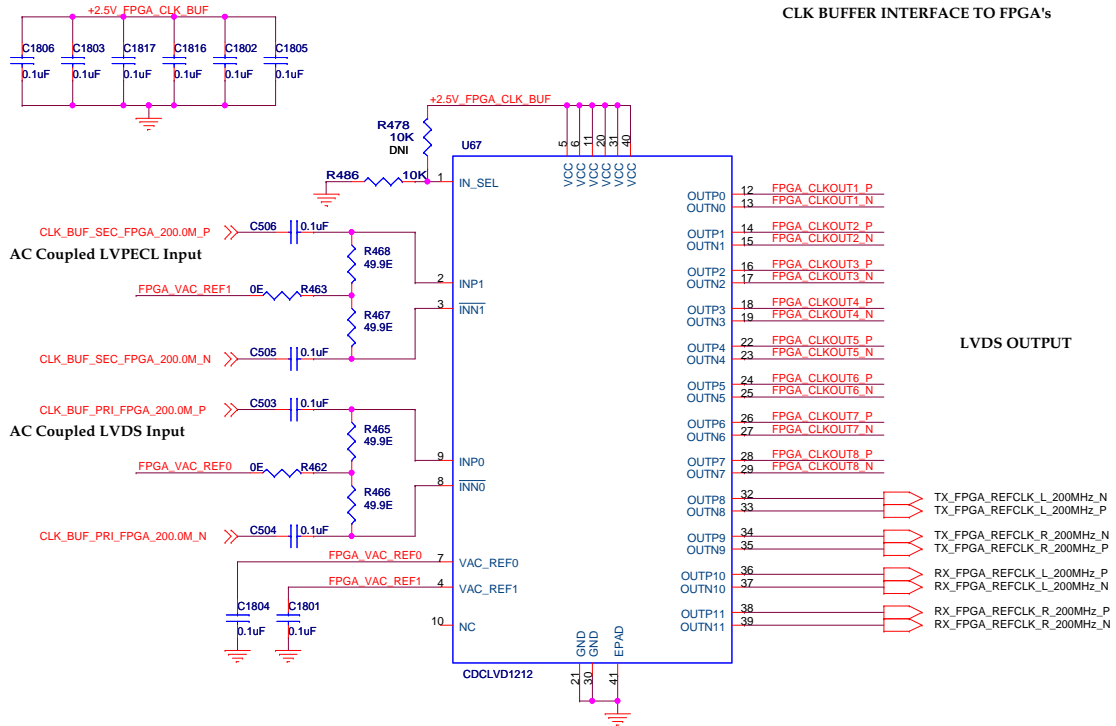 CLK BUFFER INTERFACE TO FPGA's
+2.5V_FPGA_CLK_BUF
C1806 C1803 C1817 C1816 C1802 C1805
0.1uF 0.1uF 0.1uF 0.1uF 0.1uF 0.1uF
+2.5V_FPGA_CLK_BUF
R478
10K
DNI
U67
5 6 11 20 31 40
VCC VCC VCC VCC VCC VCC
R486 10K 1 IN_SEL
OUTP0 12 FPGA_CLKOUT1_P
OUTN0 13 FPGA_CLKOUT1_N
OUTP1 14 FPGA_CLKOUT2_P
OUTN1 15 FPGA_CLKOUT2_N
OUTP2 16 FPGA_CLKOUT3_P
OUTN2 17 FPGA_CLKOUT3_N
OUTP3 18 FPGA_CLKOUT4_P
OUTN3 19 FPGA_CLKOUT4_N
OUTP4 22 FPGA_CLKOUT5_P
OUTN4 23 FPGA_CLKOUT5_N
OUTP5 24 FPGA_CLKOUT6_P
OUTN5 25 FPGA_CLKOUT6_N
OUTP6 26 FPGA_CLKOUT7_P
OUTN6 27 FPGA_CLKOUT7_N
OUTP7 28 FPGA_CLKOUT8_P
OUTN7 29 FPGA_CLKOUT8_N
OUTP8 32 TX_FPGA_REFCLK_L_200MHz_N
OUTN8 33 TX_FPGA_REFCLK_L_200MHz_P
OUTP9 34 TX_FPGA_REFCLK_R_200MHz_N
OUTN9 35 TX_FPGA_REFCLK_R_200MHz_P
OUTP10 36 RX_FPGA_REFCLK_L_200MHz_P
OUTN10 37 RX_FPGA_REFCLK_L_200MHz_N
OUTP11 38 RX_FPGA_REFCLK_R_200MHz_P
OUTN11 39 RX_FPGA_REFCLK_R_200MHz_N
LVDS OUTPUT
CLK_BUF_SEC_FPGA_200.0M_P C506 0.1uF
AC Coupled LVPECL Input
R468
49.9E
2 INP1
FPGA_VAC_REF1 0E R463
3 INN1
R467
49.9E
CLK_BUF_SEC_FPGA_200.0M_N C505 0.1uF
CLK_BUF_PRI_FPGA_200.0M_P C503 0.1uF
AC Coupled LVDS Input
R465
49.9E
9 INP0
FPGA_VAC_REF0 0E R462
8 INN0
R466
49.9E
CLK_BUF_PRI_FPGA_200.0M_N C504 0.1uF
FPGA_VAC_REF0 7 VAC_REF0
FPGA_VAC_REF1 4 VAC_REF1
C1804 C1801
0.1uF 0.1uF
10 NC
GND GND EPAD
21 30 41
CDCLVD1212